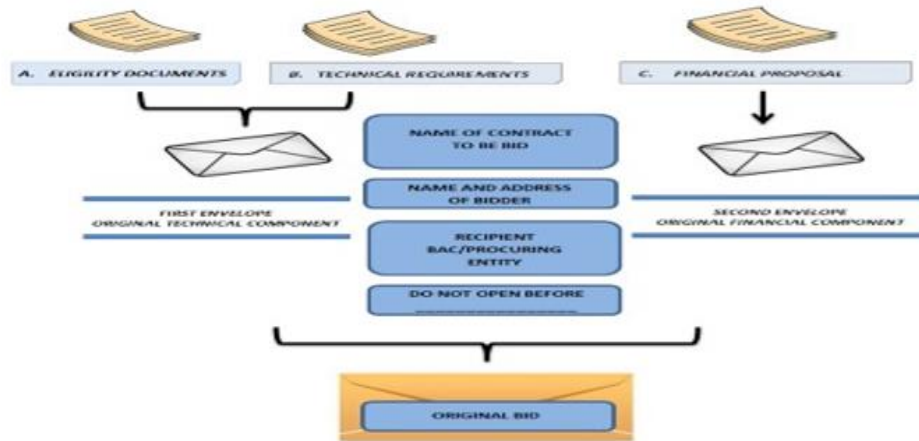 A. ELIGILITY DOCUMENTS
B. TECHNICAL REQUIREMENTS
C. FINANCIAL PROPOSAL
NAME OF CONTRACT
TO BE BID
NAME AND ADDRESS
OF BIDDER
FIRST ENVELOPE
ORIGINAL TECHNICAL COMPONENT
SECOND ENVELOPE
ORIGINAL FINANCIAL COMPONENT
RECIPIENT
BAC/PROCURING
ENTITY
DO NOT OPEN BEFORE
ORIGINAL BID